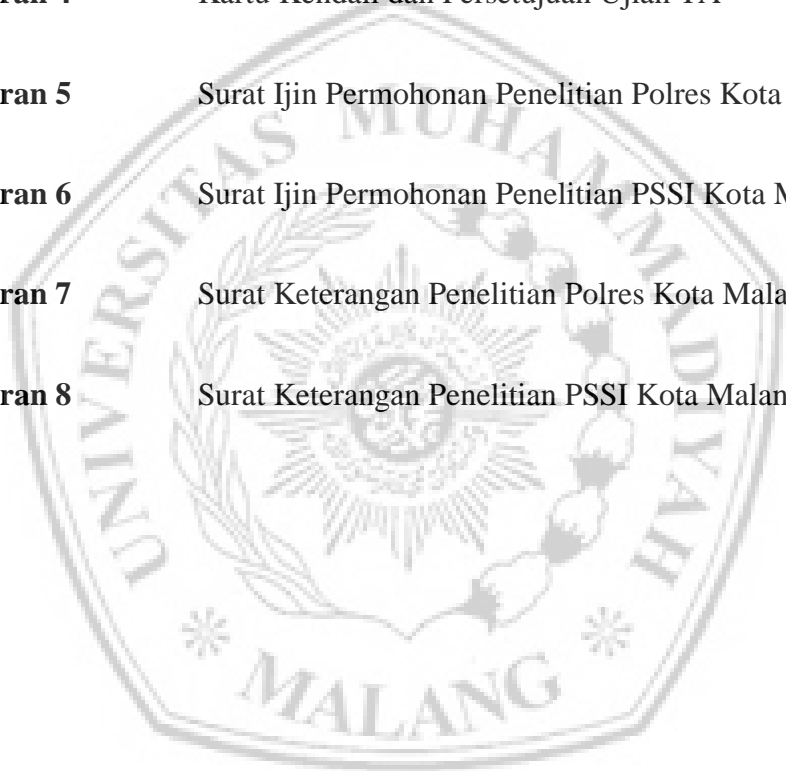 ran 4 Kartu Kendali dan Persetujuan Ujian TA
ran 5 Surat Ijin Permohonan Penelitian Polres Kota
ran 6 Surat Ijin Permohonan Penelitian PSSI Kota M
ran 7 Surat Keterangan Penelitian Polres Kota Mala
ran 8 Surat Keterangan Penelitian PSSI Kota Malan
UNIVERSITAS MUHAMMADIYAH
MALANG